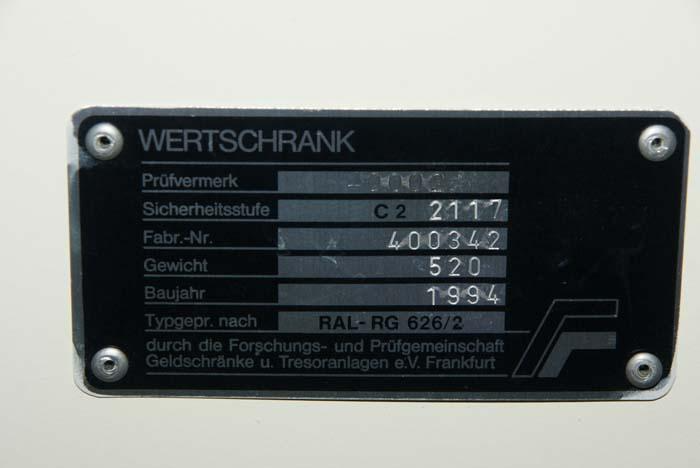 WERTSCHRANK
Prüfvermerk
Sicherheitsstufe C 2 2117
Fabr.-Nr. 400342
Gewicht 520
Baujahr 1994
Typgepr. nach RAL-RG 626/2
durch die Forschungs- und Prüfgemeinschaft
Geldschränke u. Tresoranlagen e.V. Frankfurt